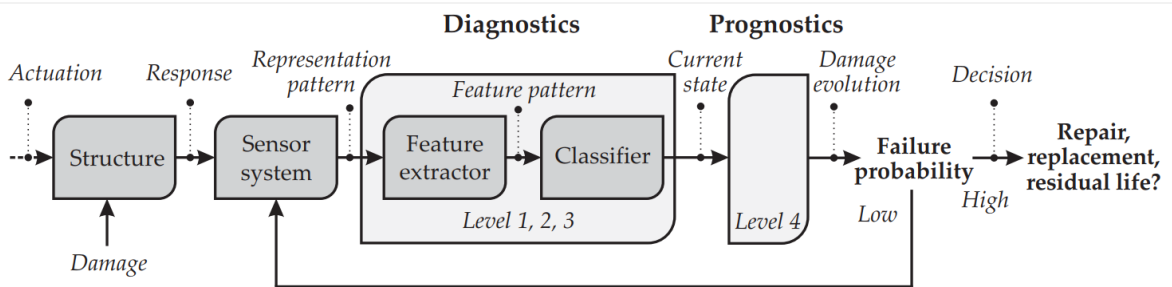 Diagnostics
Prognostics
Actuation
Response
Representation
pattern
Feature pattern
Current
state
Damage
evolution
Decision
Structure
Sensor
system
Feature
extractor
Classifier
Level 1, 2, 3
Level 4
Failure
probability
Repair,
replacement,
residual life?
Low
High
Damage